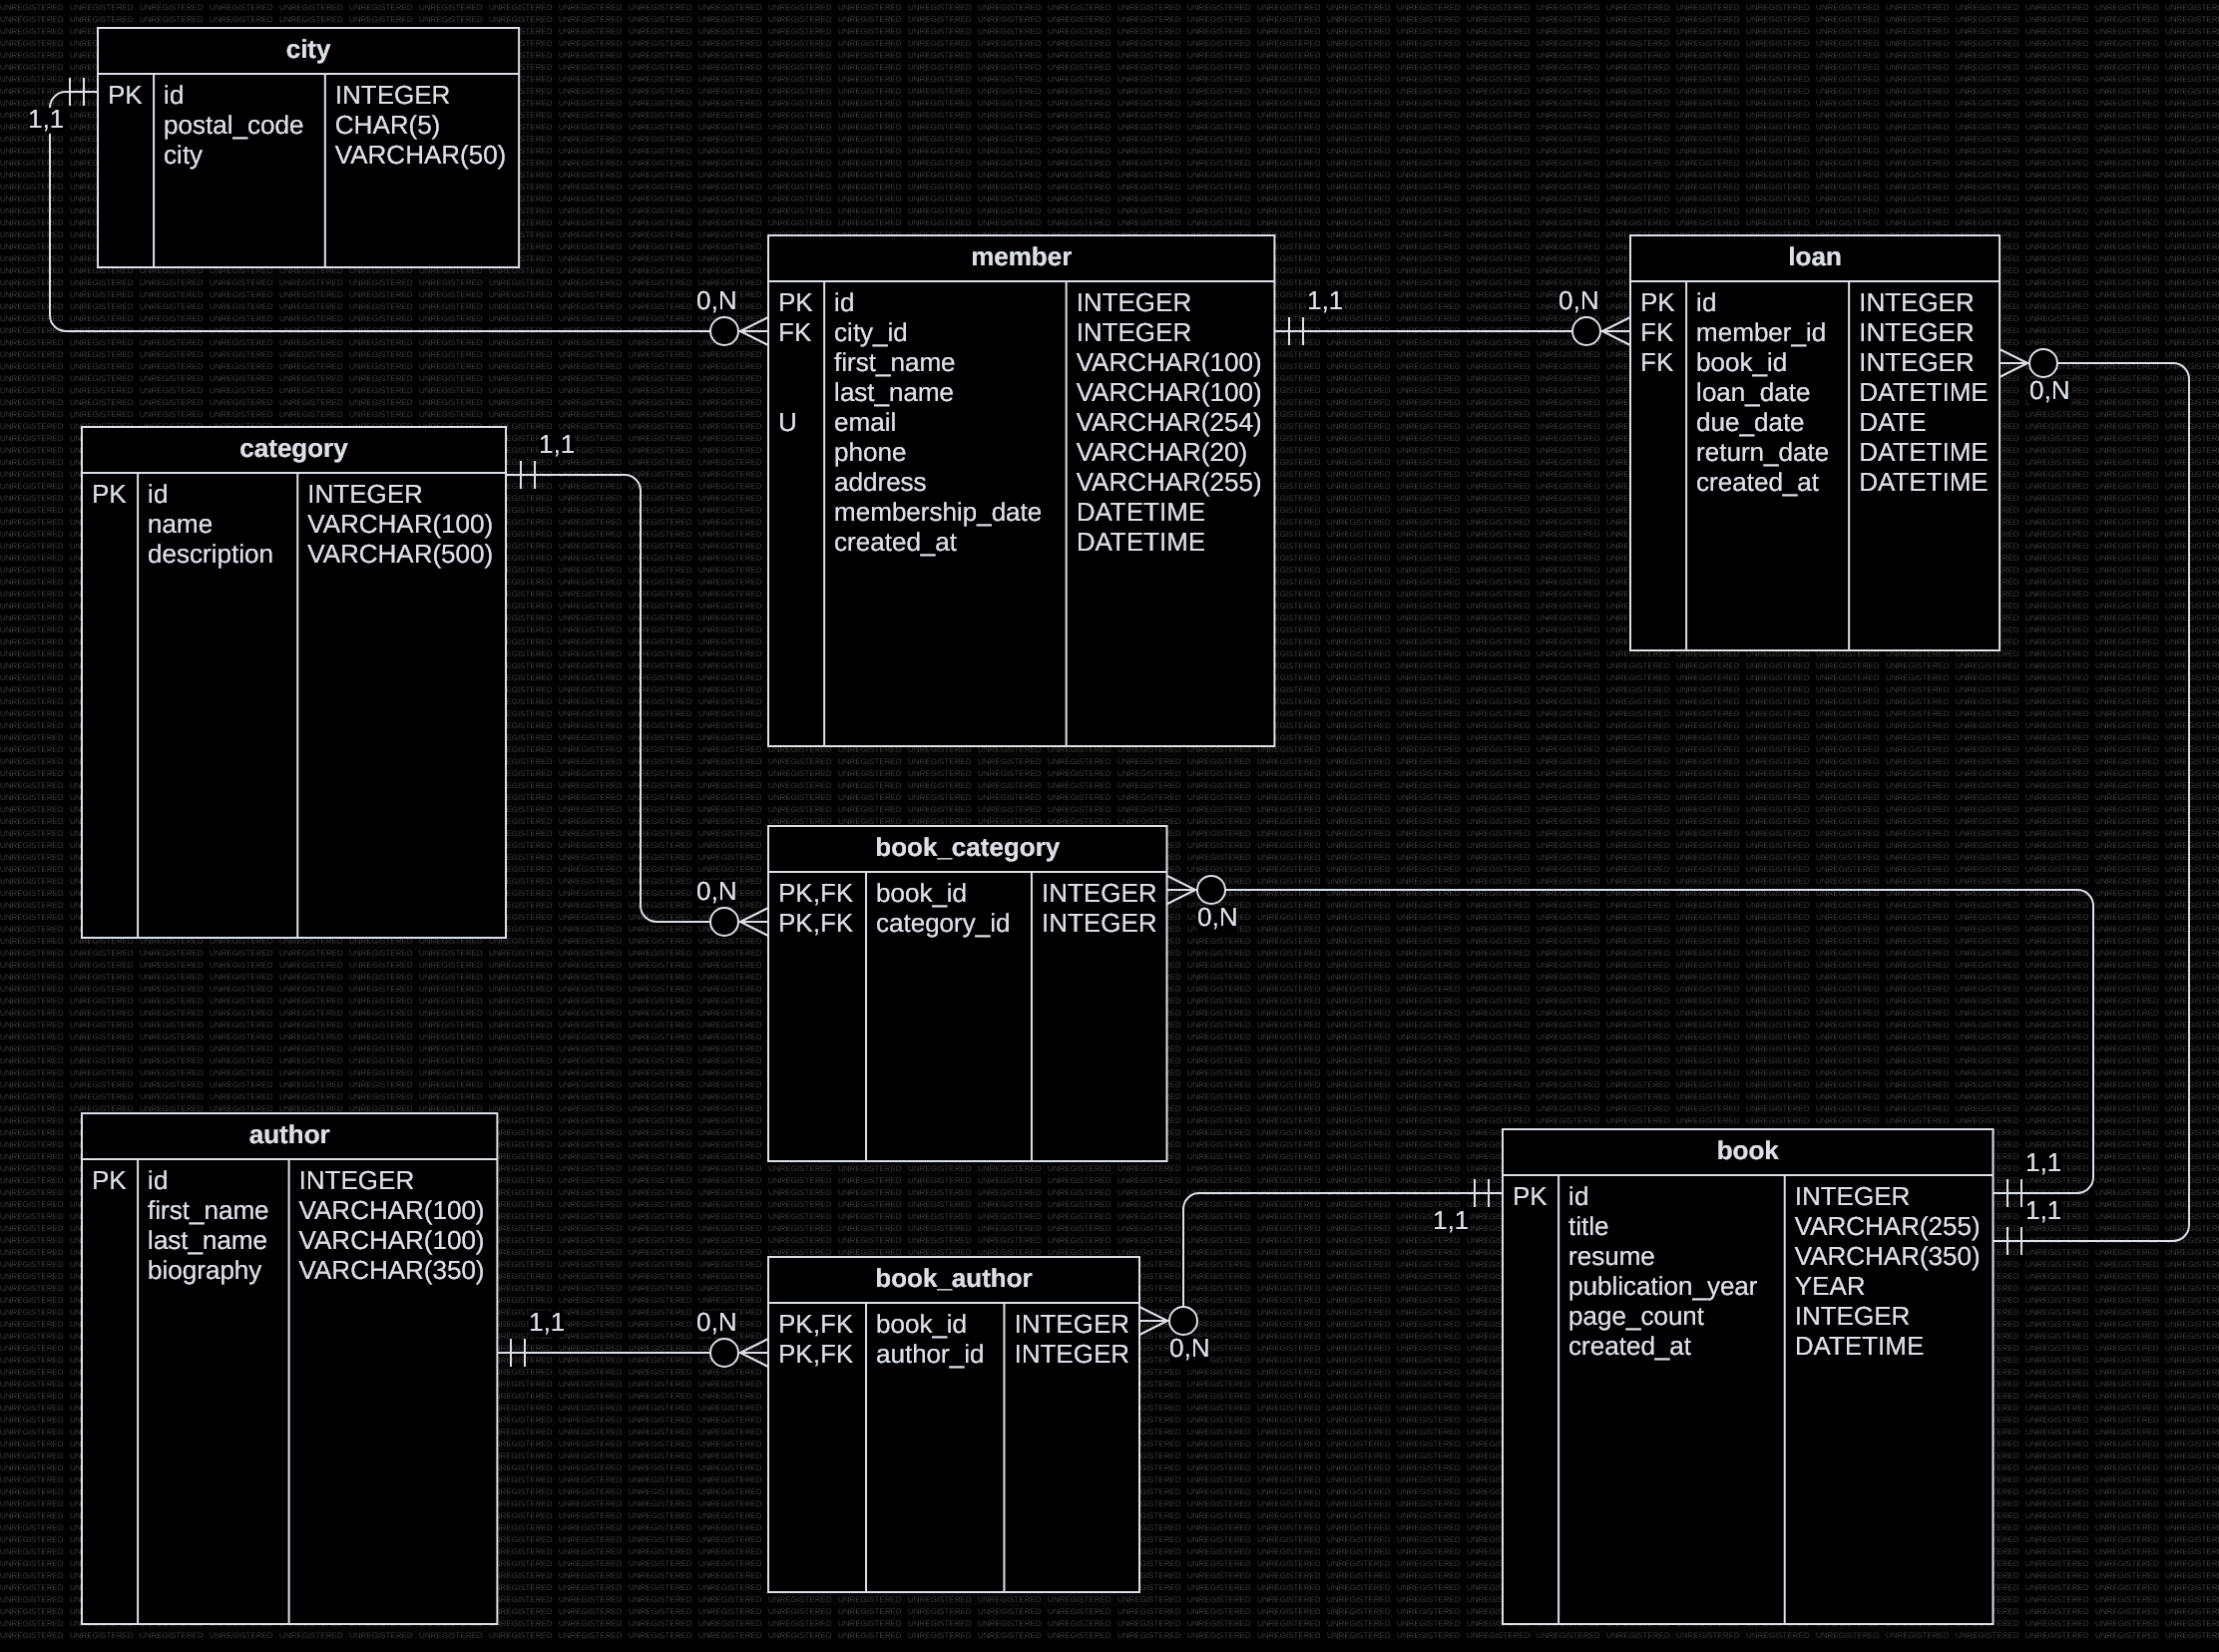 city
PK id INTEGER
postal_code CHAR(5)
city VARCHAR(50)
1,1
member
0,N
PK id INTEGER
FK city_id INTEGER
first_name VARCHAR(100)
last_name VARCHAR(100)
U email VARCHAR(254)
phone VARCHAR(20)
address VARCHAR(255)
membership_date DATETIME
created_at DATETIME
1,1
loan
0,N
PK id INTEGER
FK member_id INTEGER
FK book_id INTEGER
loan_date DATETIME
due_date DATE
return_date DATETIME
created_at DATETIME
0,N
category
1,1
PK id INTEGER
name VARCHAR(100)
description VARCHAR(500)
book_category
0,N
PK,FK book_id INTEGER
PK,FK category_id INTEGER
0,N
author
PK id INTEGER
first_name VARCHAR(100)
last_name VARCHAR(100)
biography VARCHAR(350)
1,1
book_author
0,N
PK,FK book_id INTEGER
PK,FK author_id INTEGER
0,N
book
1,1
1,1
1,1
PK id INTEGER
title VARCHAR(255)
resume VARCHAR(350)
publication_year YEAR
page_count INTEGER
created_at DATETIME
UNREGISTERED